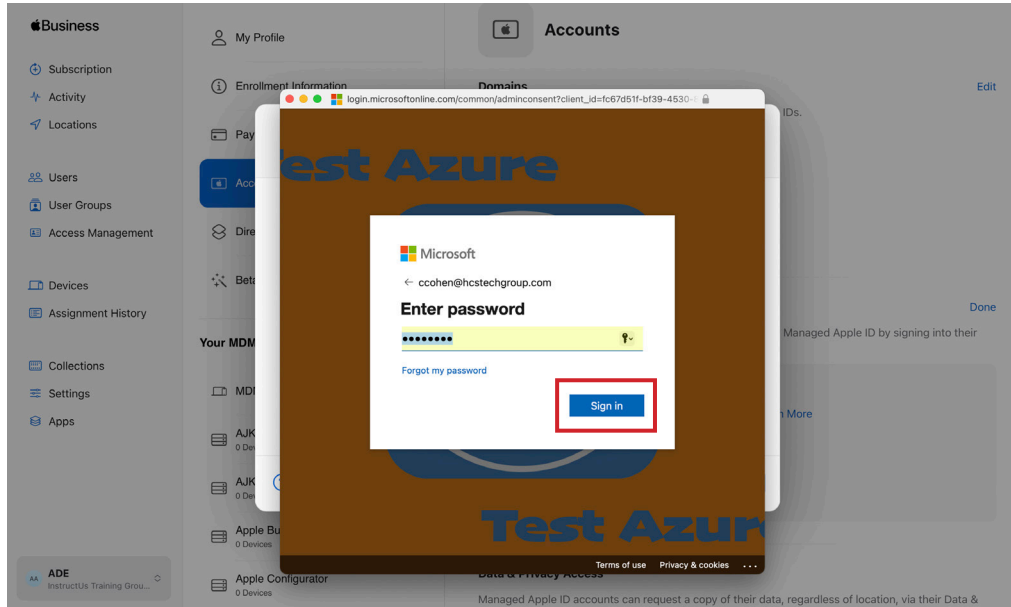 Business
Subscription
Activity
Locations
Users
User Groups
Access Management
Devices
Assignment History
Collections
Settings
Apps
AA
ADE
InstructUs Training Grou...
My Profile
Enrollment Information
Pay
Acc
Dire
Beta
Your MDM
MDM
AJK
0 Dev
AJK
0 Dev
Apple Bu
0 Devices
Apple Configurator
0 Devices
Accounts
Domains
Edit
IDs.
Done
Managed Apple ID by signing into their
n More
Data & Privacy Access
Managed Apple ID accounts can request a copy of their data, regardless of location, via their Data &
login.microsoftonline.com/common/adminconsent?client_id=fc67d51f-bf39-4530-
Test Azure
Microsoft
← ccohen@hcstechgroup.com
Enter password
••••••••
Forgot my password
Sign in
Test Azure
Terms of use Privacy & cookies ...